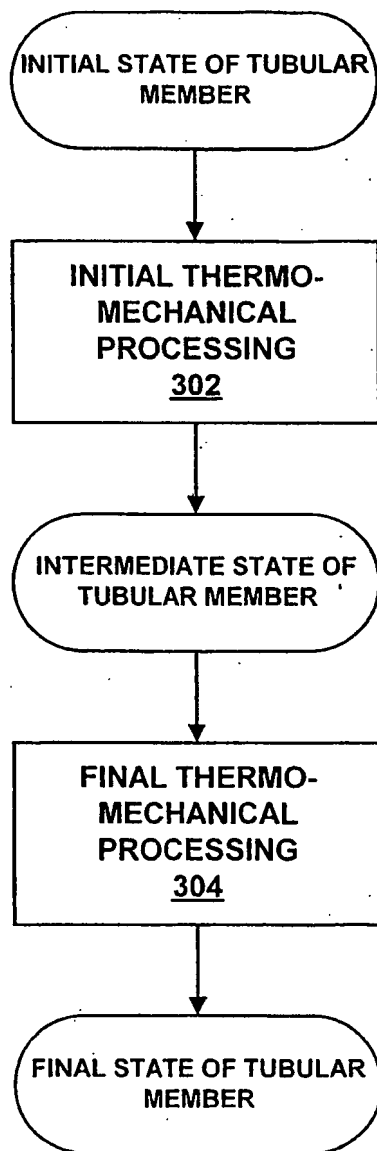 INITIAL STATE OF TUBULAR
MEMBER
INITIAL THERMO-
MECHANICAL
PROCESSING
302
INTERMEDIATE STATE OF
TUBULAR MEMBER
FINAL THERMO-
MECHANICAL
PROCESSING
304
FINAL STATE OF TUBULAR
MEMBER